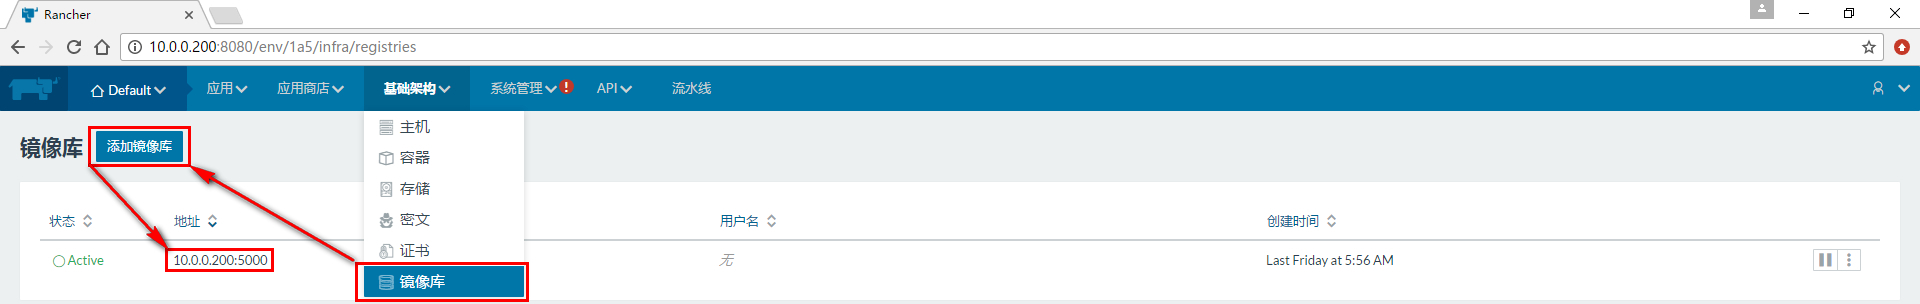 Rancher
10.0.0.200:8080/env/1a5/infra/registries
Default 应用 应用商店 基础架构 系统管理 ! API 流水线
主机
镜像库 添加镜像库
容器
存储
密文
状态 地址 用户名 创建时间
证书
Active 10.0.0.200:5000 无 Last Friday at 5:56 AM
镜像库